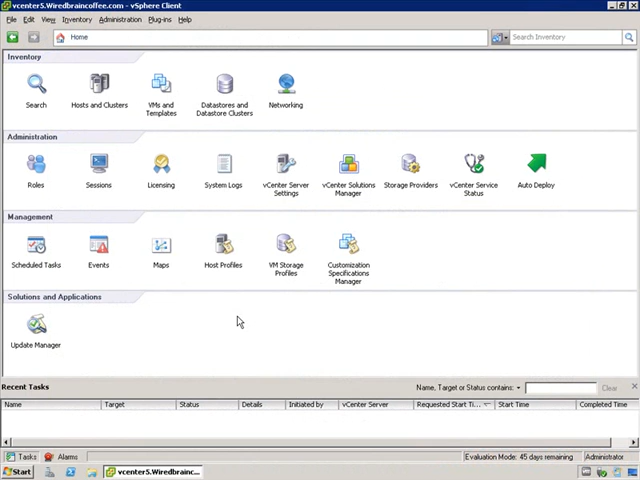 vcenter5.Wiredbraincoffee.com - vSphere Client
File Edit View Inventory Administration Plug-ins Help
Home
Search Inventory
Inventory
Search
Hosts and Clusters
VMs and Templates
Datastores and Datastore Clusters
Networking
Administration
Roles
Sessions
Licensing
System Logs
vCenter Server Settings
vCenter Solutions Manager
Storage Providers
vCenter Service Status
Auto Deploy
Management
Scheduled Tasks
Events
Maps
Host Profiles
VM Storage Profiles
Customization Specifications Manager
Solutions and Applications
Update Manager
Recent Tasks
Name, Target or Status contains:
Clear
Name Target Status Details Initiated by vCenter Server Requested Start Ti... Start Time Completed Time
Tasks Alarms
Evaluation Mode: 45 days remaining Administrator
Start vcenter5.Wiredbrainc...